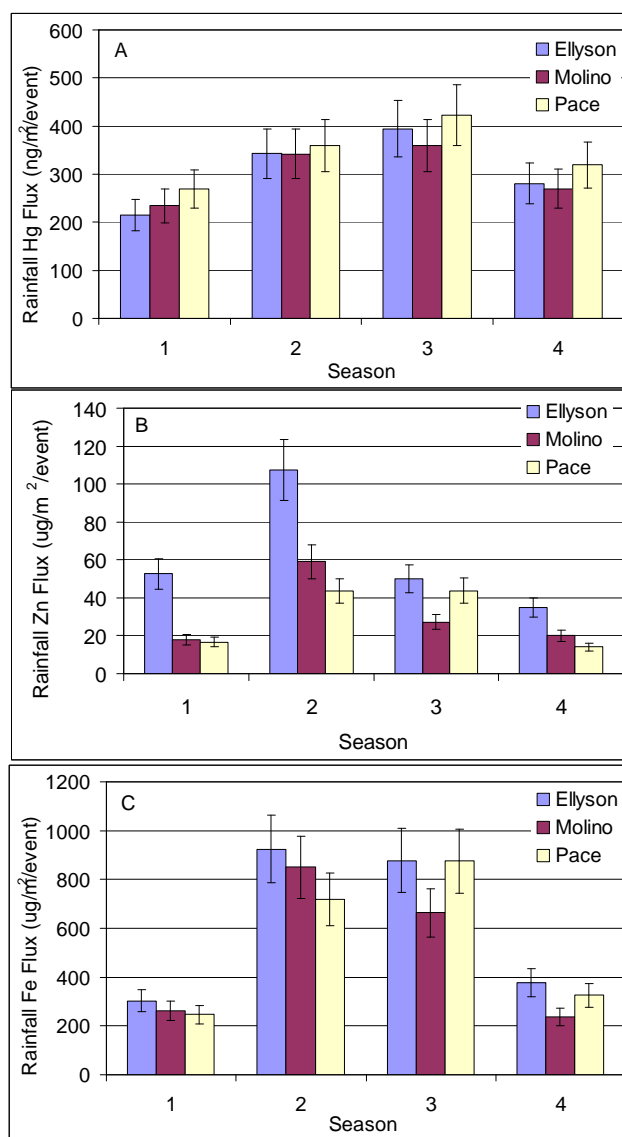 A
Ellyson
Molino
Pace
Rainfall Hg Flux (ng/m²/event)
600
500
400
300
200
100
0
1 2 3 4
Season
B
Ellyson
Molino
Pace
Rainfall Zn Flux (ug/m ²/event)
140
120
100
80
60
40
20
0
1 2 3 4
Season
C
Ellyson
Molino
Pace
Rainfall Fe Flux (ug/m²/event)
1200
1000
800
600
400
200
0
1 2 3 4
Season